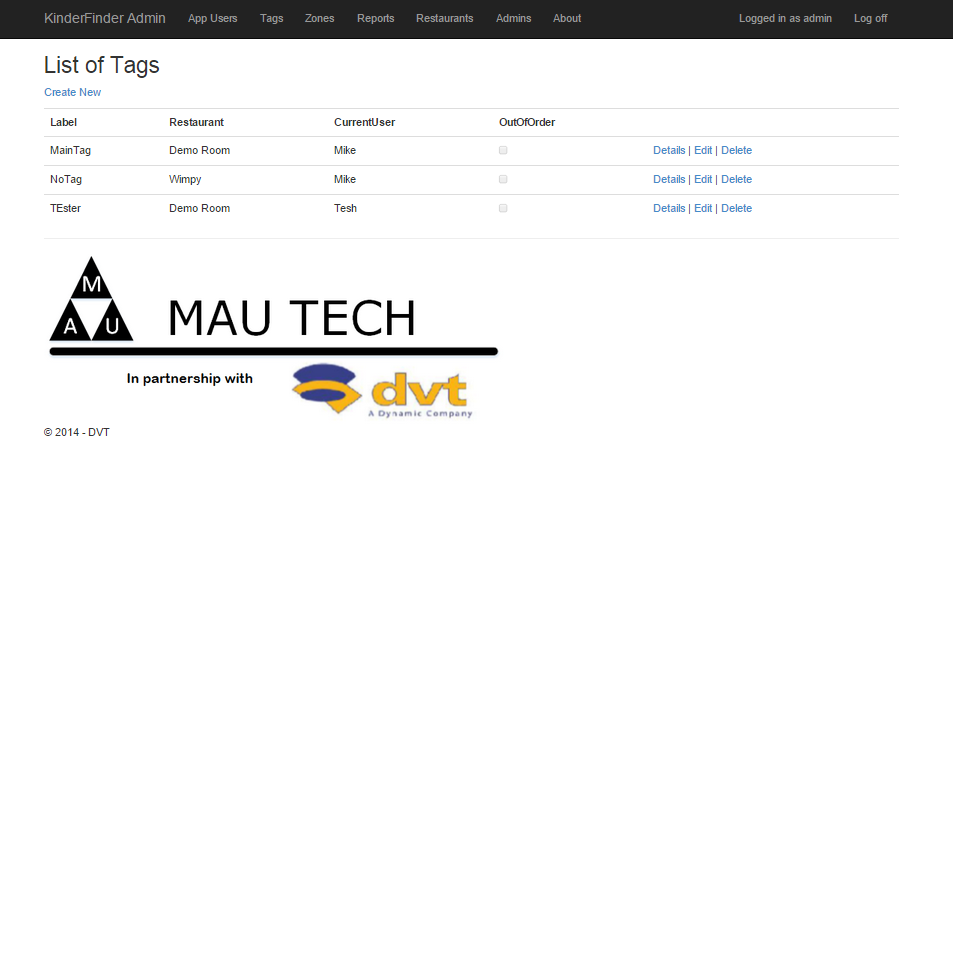 KinderFinder Admin App Users Tags Zones Reports Restaurants Admins About Logged in as admin Log off
List of Tags
Create New
Label Restaurant CurrentUser OutOfOrder
MainTag Demo Room Mike Details | Edit | Delete
NoTag Wimpy Mike Details | Edit | Delete
TEster Demo Room Tesh Details | Edit | Delete
M
A U
MAU TECH
In partnership with
dvt
A Dynamic Company
© 2014 - DVT